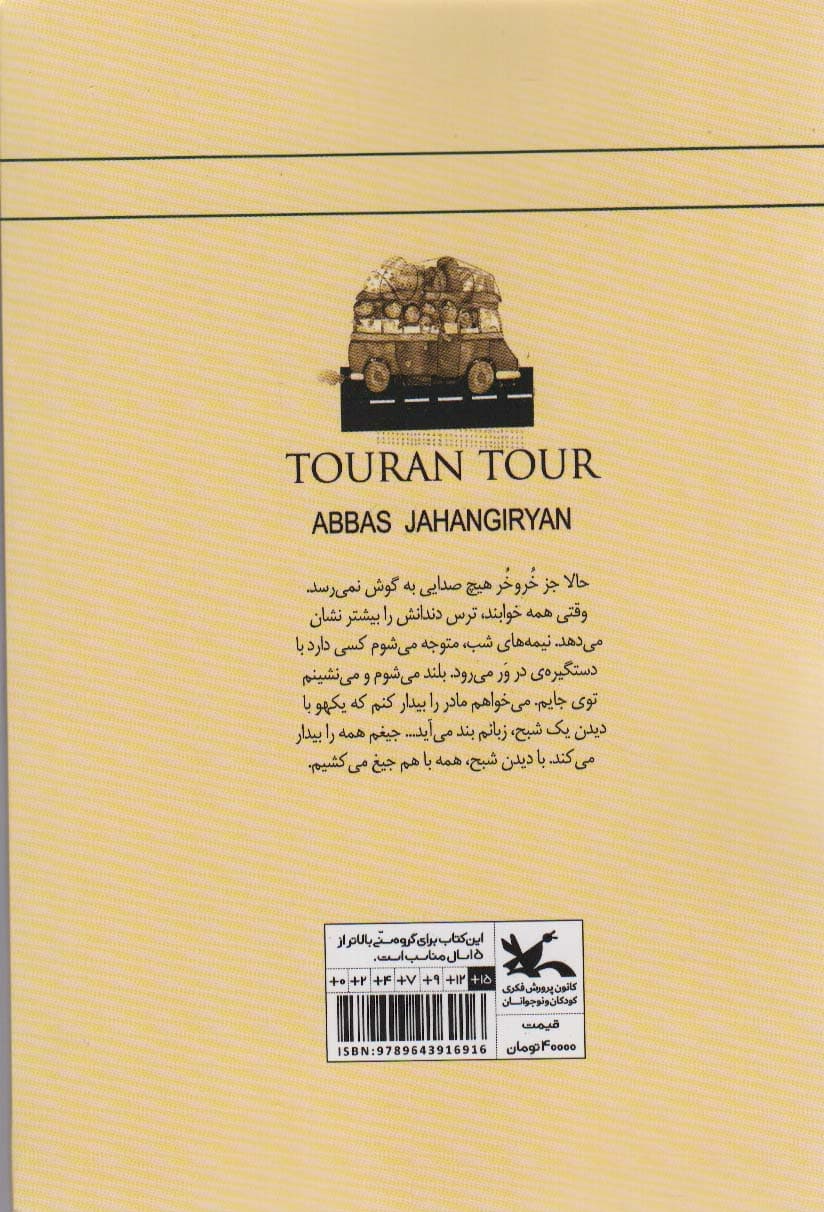 TOURAN TOUR
ABBAS JAHANGIRYAN
حالا جز خُروخُر هیچ صدایی به گوش نمی‌رسد.
وقتی همه خوابند، ترس دندانش را بیشتر نشان
می‌دهد. نیمه‌های شب، متوجه می‌شوم کسی دارد با
دستگیره‌ی در وَر می‌رود. بلند می‌شوم و می‌نشینم
توی جایم. می‌خواهم مادر را بیدار کنم که یکهو با
دیدن یک شبح، زبانم بند می‌آید... جیغم همه را بیدار
می‌کند. با دیدن شبح، همه با هم جیغ می‌کشیم.
این کتاب برای گروه سنّی بالاتر از
۱۵ سال مناسب است.
+۰ +۲ +۴ +۷ +۹ +۱۲ +۱۵
ISBN:9789643916916
کانون پرورش فکری
کودکان و نوجوانان
قیمت
۴۰۰۰۰ تومان